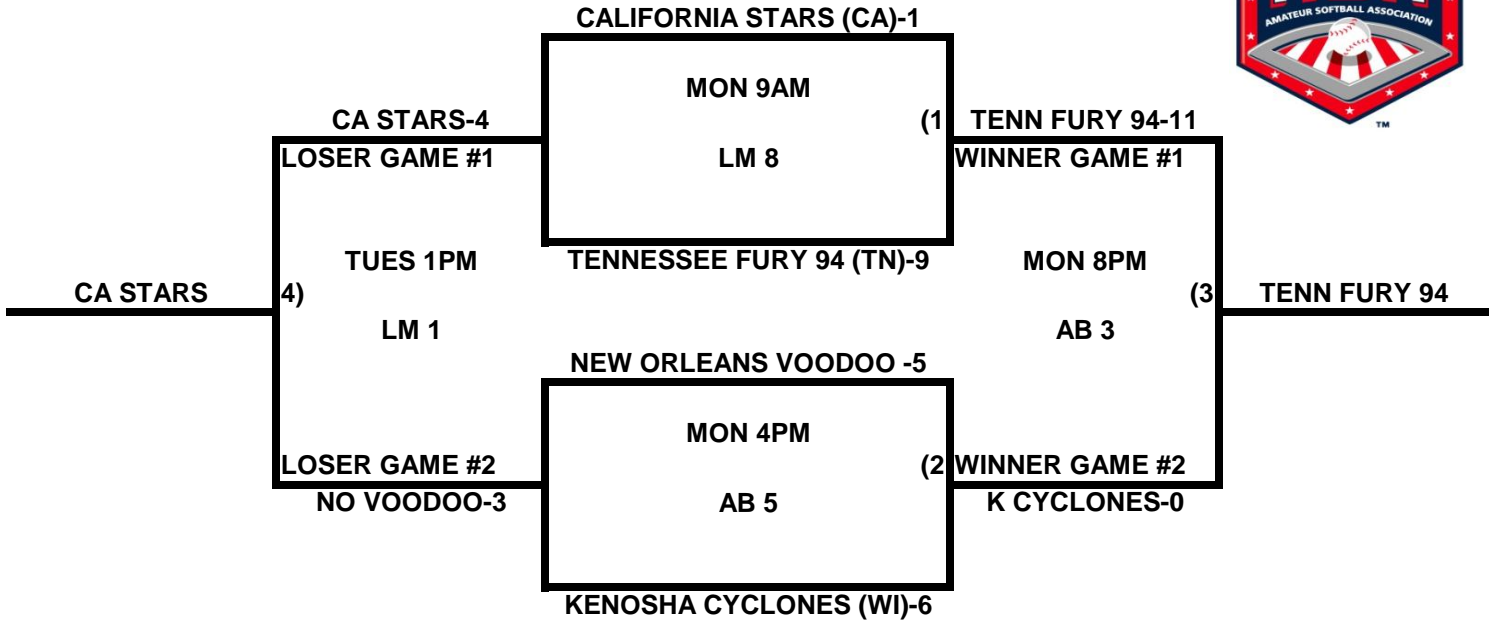 CALIFORNIA STARS (CA)-1
AMATEUR SOFTBALL ASSOCIATION
TM
MON 9AM
CA STARS-4
(1
TENN FURY 94-11
LOSER GAME #1
LM 8
WINNER GAME #1
TUES 1PM
TENNESSEE FURY 94 (TN)-9
MON 8PM
CA STARS
4)
(3
TENN FURY 94
LM 1
AB 3
NEW ORLEANS VOODOO -5
MON 4PM
LOSER GAME #2
(2
WINNER GAME #2
NO VOODOO-3
AB 5
K CYCLONES-0
KENOSHA CYCLONES (WI)-6